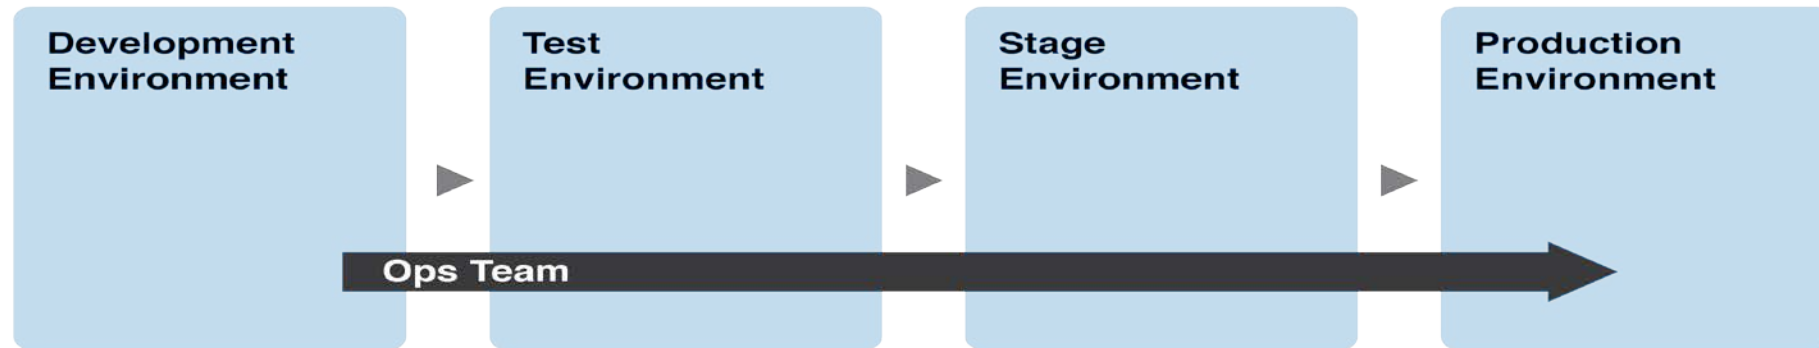 Development
Environment
Test
Environment
Stage
Environment
Production
Environment
Ops Team